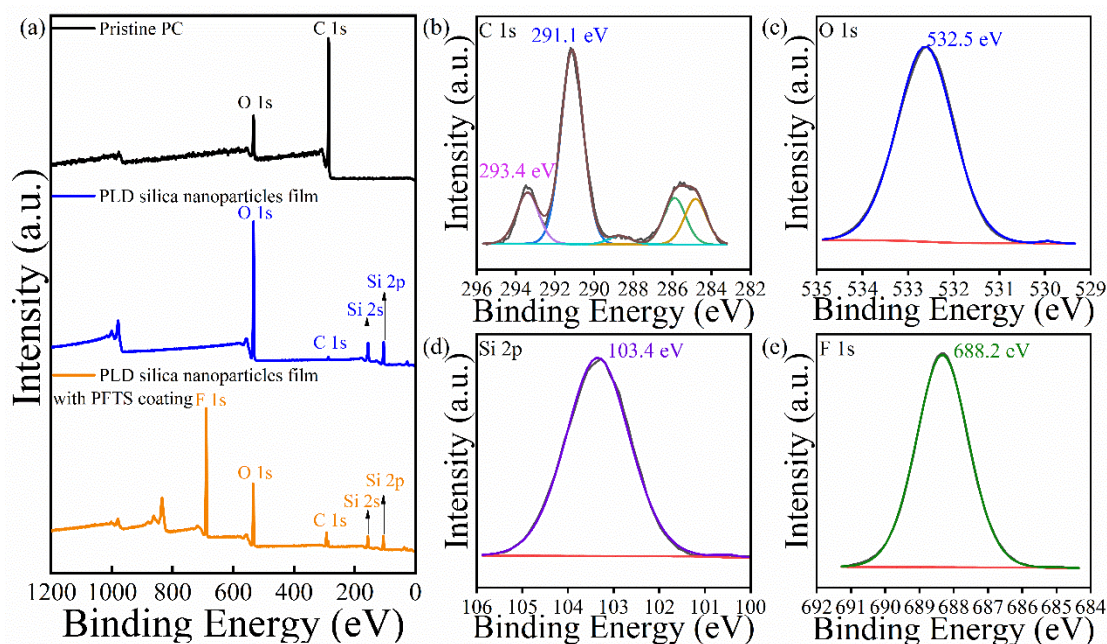 (a)
Pristine PC
C 1s
O 1s
PLD silica nanoparticles film
O 1s
Si 2p
Si 2s
C 1s
PLD silica nanoparticles film
with PFTS coating
F 1s
O 1s
Si 2p
Si 2s
C 1s
1200 1000 800 600 400 200 0
Binding Energy (eV)
Intensity (a.u.)
(b)
C 1s
291.1 eV
293.4 eV
296 294 292 290 288 286 284 282
Binding Energy (eV)
Intensity (a.u.)
(c)
O 1s
532.5 eV
535 534 533 532 531 530 529
Binding Energy (eV)
Intensity (a.u.)
(d)
Si 2p
103.4 eV
106 105 104 103 102 101 100
Binding Energy (eV)
Intensity (a.u.)
(e)
F 1s
688.2 eV
692 691 690 689 688 687 686 685 684
Binding Energy (eV)
Intensity (a.u.)